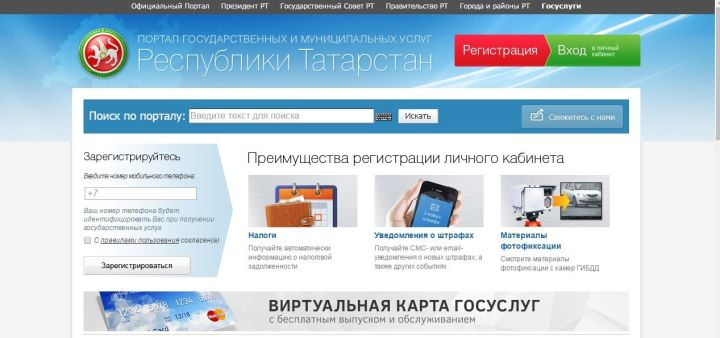 Официальный Портал Президент РТ Государственный Совет РТ Правительство РТ Города и районы РТ Госуслуги
ПОРТАЛ ГОСУДАРСТВЕННЫХ И МУНИЦИПАЛЬНЫХ УСЛУГ
Республики Татарстан
Регистрация Вход в личный кабинет
Поиск по порталу: Введите текст для поиска Искать Свяжитесь с нами
Зарегистрируйтесь
Введите номер мобильного телефона:
+7
Ваш номер телефона будет
идентифицировать Вас при получении
государственных услуг
С правилами пользования согласен(а)
Зарегистрироваться
Преимущества регистрации личного кабинета
Налоги
Получайте автоматически
информацию о налоговой
задолженности
3 новых
штрафа
Уведомления о штрафах
Получайте СМС- или email-
уведомления о новых штрафах, а
также других событиях
Материалы
фотофиксации
Смотрите материалы
фотофиксации с камер ГИБДД
ВИРТУАЛЬНАЯ КАРТА ГОСУСЛУГ
с бесплатным выпуском и обслуживанием
MasterCard